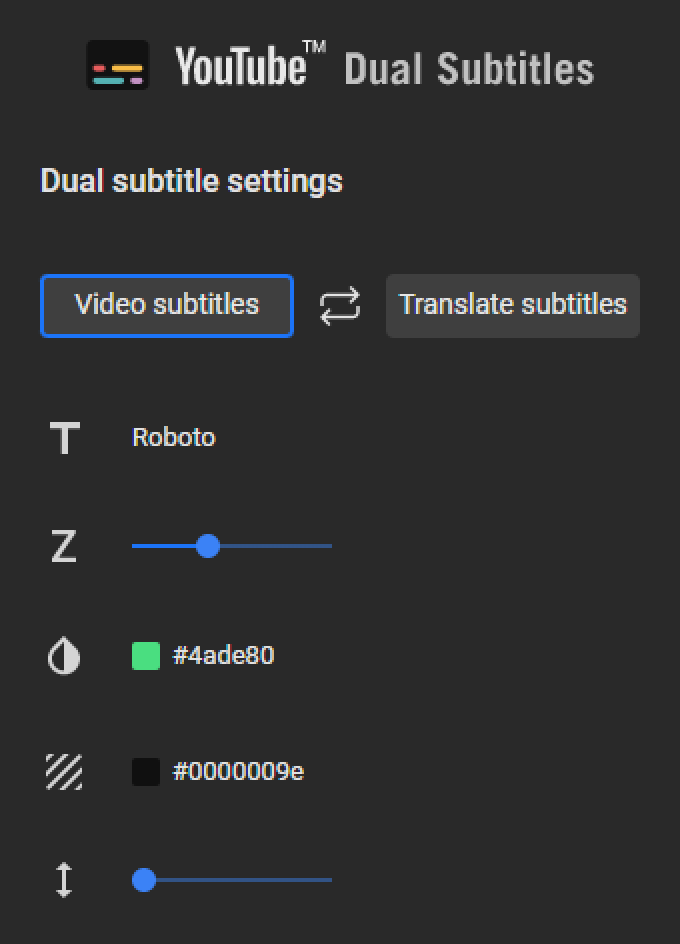 YouTube™ Dual Subtitles
Dual subtitle settings
Video subtitles
Translate subtitles
T Roboto
Z
#4ade80
#0000009e